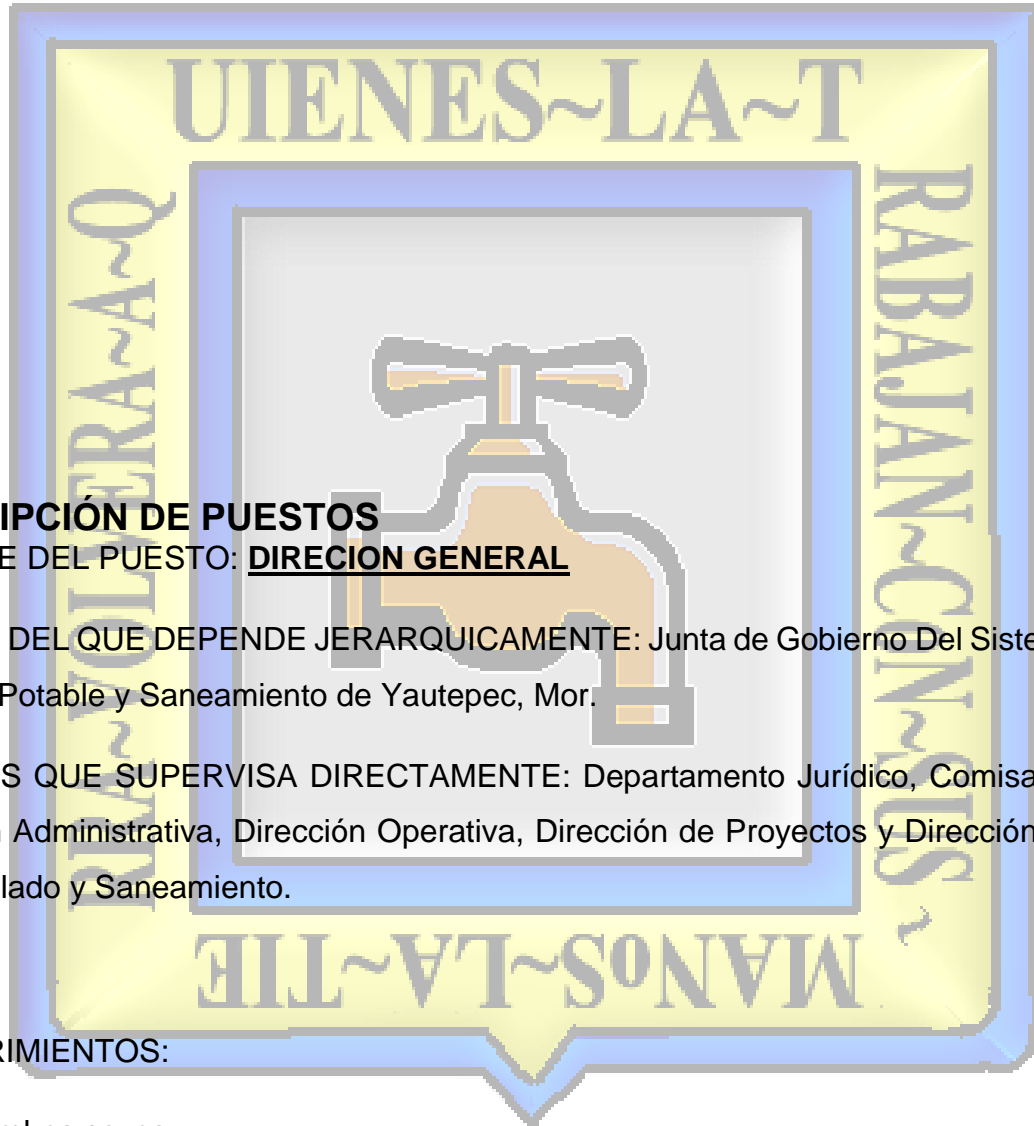 UIENES~LA~T
RABAJAN~CON~SUS~
MANoS~LA~TIE
RRA~VOLVERA~A~Q
IPCIÓN DE PUESTOS
E DEL PUESTO: DIRECION GENERAL
DEL QUE DEPENDE JERARQUICAMENTE: Junta de Gobierno Del Siste
Potable y Saneamiento de Yautepec, Mor.
S QUE SUPERVISA DIRECTAMENTE: Departamento Jurídico, Comisa
n Administrativa, Dirección Operativa, Dirección de Proyectos y Dirección
lado y Saneamiento.
RIMIENTOS: